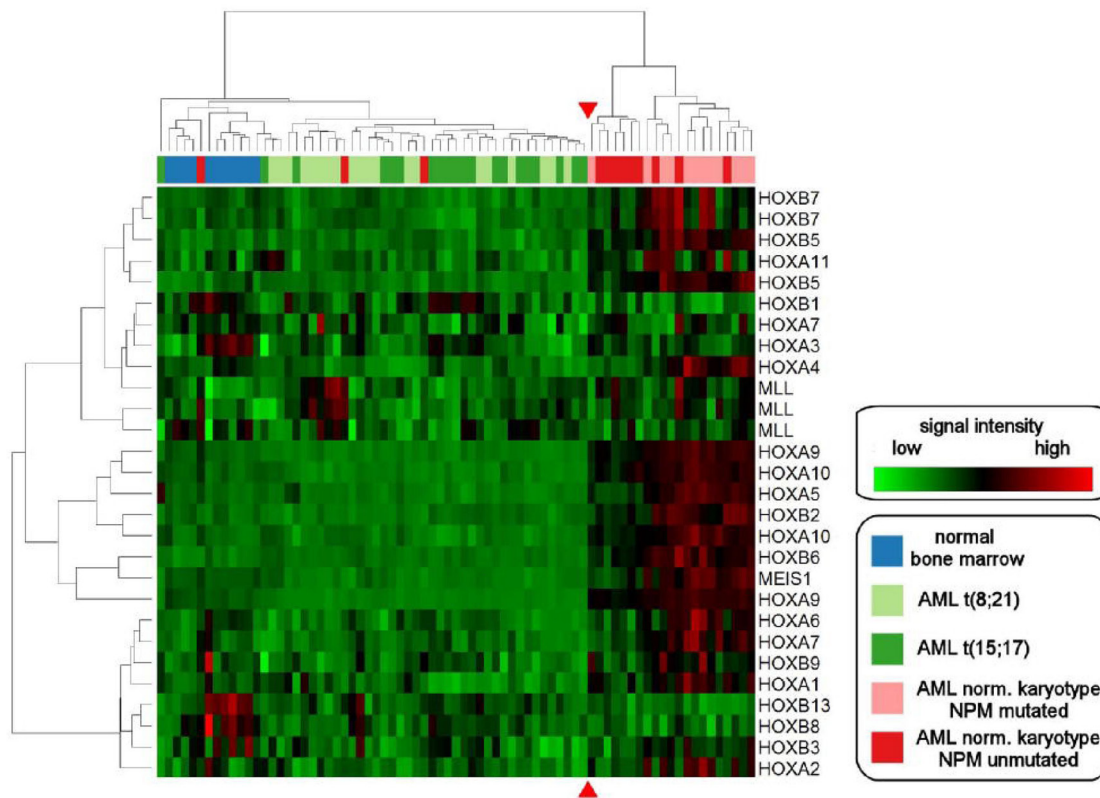 HOXB7
HOXB7
HOXB5
HOXA11
HOXB5
HOXB1
HOXA7
HOXA3
HOXA4
MLL
MLL
MLL
HOXA9
HOXA10
HOXA5
HOXB2
HOXA10
HOXB6
MEIS1
HOXA9
HOXA6
HOXA7
HOXB9
HOXA1
HOXB13
HOXB8
HOXB3
HOXA2
signal intensity
low high
normal
bone marrow
AML t(8;21)
AML t(15;17)
AML norm. karyotype
NPM mutated
AML norm. karyotype
NPM unmutated